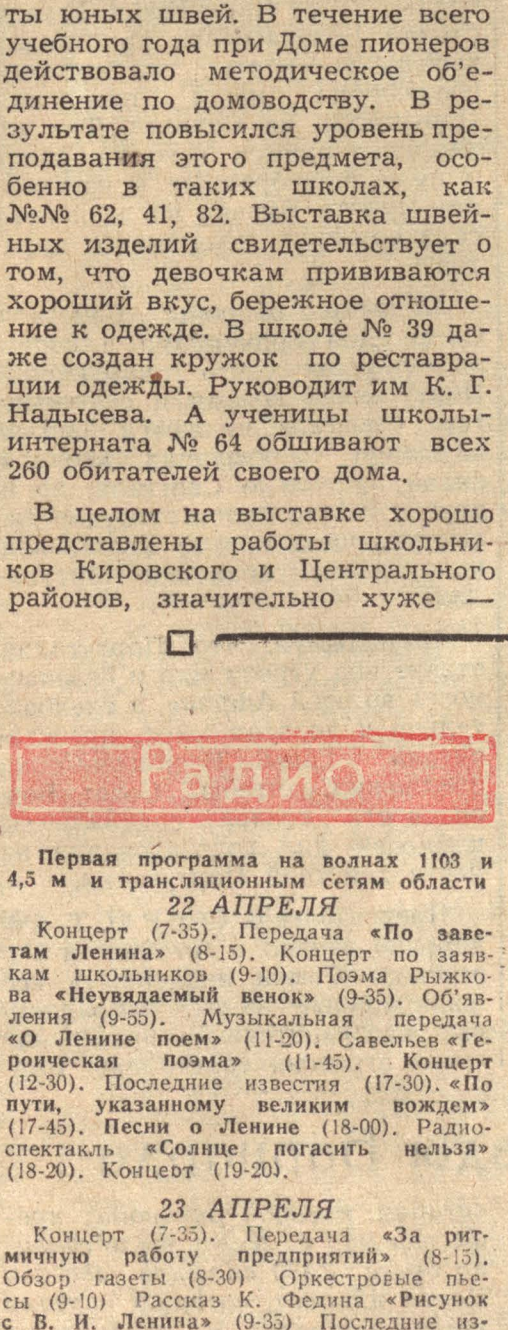 ты юных швей. В течение всего
учебного года при Доме пионеров
действовало методическое об'е-
динение по домоводству. В ре-
зультате повысился уровень пре-
подавания этого предмета, осо-
бенно в таких школах, как
№№ 62, 41, 82. Выставка швей-
ных изделий свидетельствует о
том, что девочкам прививаются
хороший вкус, бережное отноше-
ние к одежде. В школе № 39 да-
же создан кружок по реставра-
ции одежды. Руководит им К. Г.
Надысева. А ученицы школы-
интерната № 64 обшивают всех
260 обитателей своего дома.
В целом на выставке хорошо
представлены работы школьни-
ков Кировского и Центрального
районов, значительно хуже —
Радио
Первая программа на волнах 1103 и
4,5 м и трансляционным сетям области
22 АПРЕЛЯ
Концерт (7-35). Передача «По заве-
там Ленина» (8-15). Концерт по заяв-
кам школьников (9-10). Поэма Рыжко-
ва «Неувядаемый венок» (9-35). Об'яв-
ления (9-55). Музыкальная передача
«О Ленине поем» (11-20). Савельев «Ге-
роическая поэма» (11-45). Концерт
(12-30). Последние известия (17-30). «По
пути, указанному великим вождем»
(17-45). Песни о Ленине (18-00). Радио-
спектакль «Солнце погасить нельзя»
(18-20). Концерт (19-20).
23 АПРЕЛЯ
Концерт (7-35). Передача «За рит-
мичную работу предприятий» (8-15).
Обзор газеты (8-30) Оркестровые пье-
сы (9-10) Рассказ К. Федина «Рисунок
с В. И. Ленина» (9-35) Последние из-